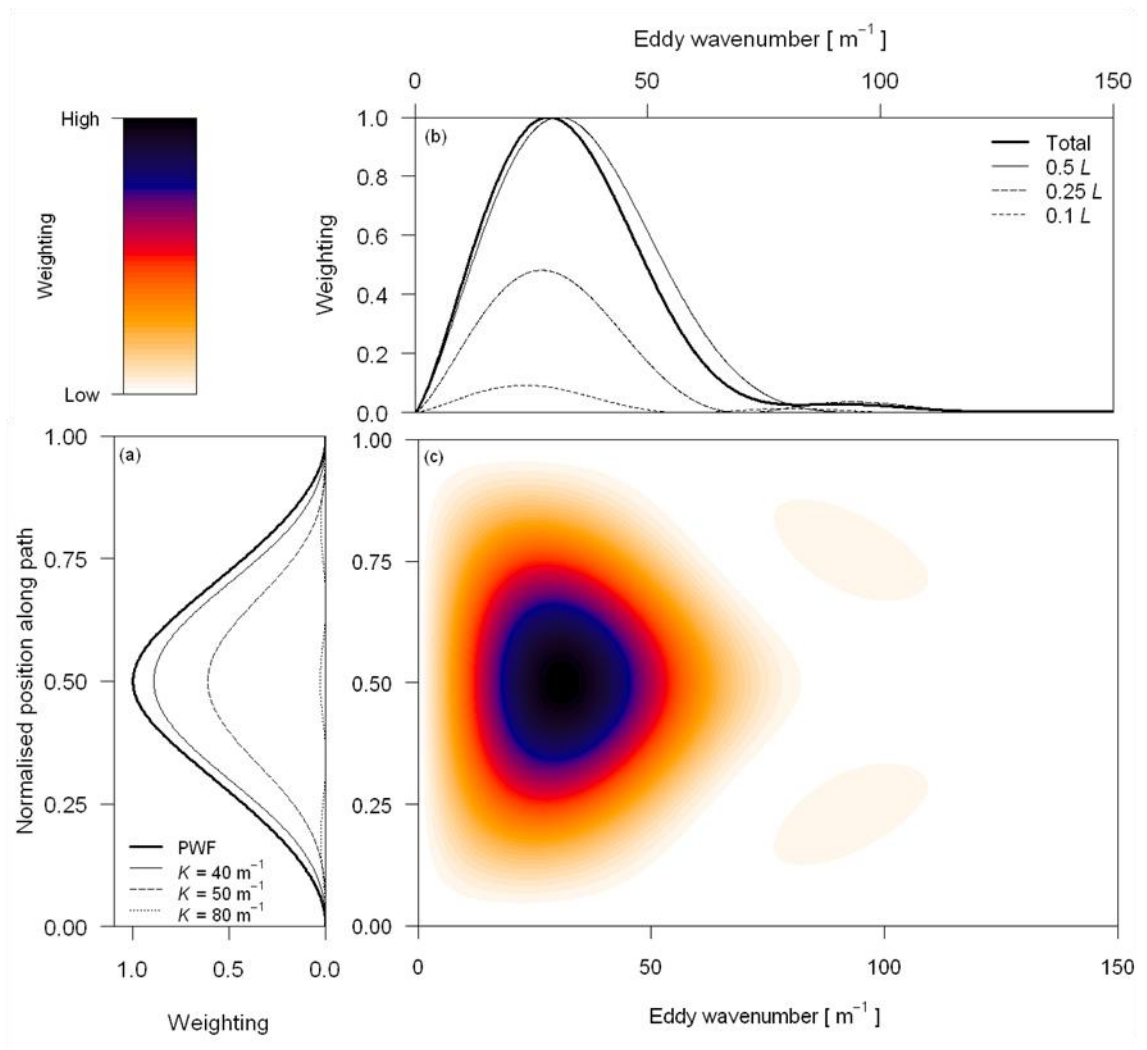 Eddy wavenumber [ m⁻¹ ]
0 50 100 150
High
Weighting
Low
(b)
Weighting
1.0
0.8
0.6
0.4
0.2
0.0
Total
0.5 L
0.25 L
0.1 L
(a)
Normalised position along path
1.00
0.75
0.50
0.25
0.00
PWF
K = 40 m⁻¹
K = 50 m⁻¹
K = 80 m⁻¹
1.0 0.5 0.0
Weighting
(c)
1.00
0.75
0.50
0.25
0.00
0 50 100 150
Eddy wavenumber [ m⁻¹ ]